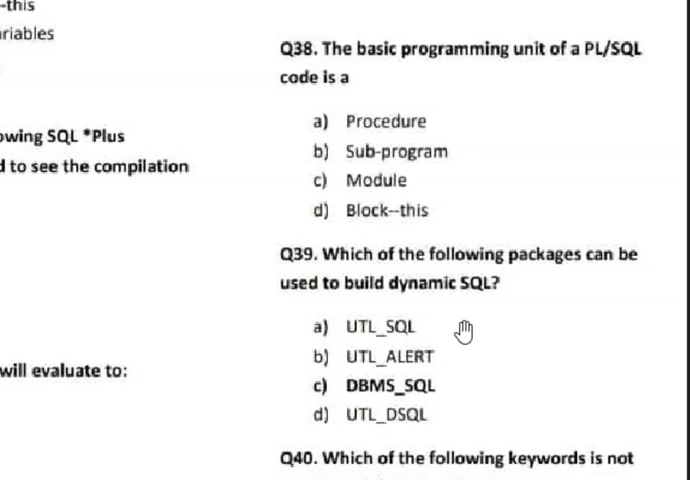 -this
ariables
owing SQL *Plus
d to see the compilation
will evaluate to:
Q38. The basic programming unit of a PL/SQL
code is a
a) Procedure
b) Sub-program
c) Module
d) Block--this
Q39. Which of the following packages can be
used to build dynamic SQL?
a) UTL_SQL
b) UTL_ALERT
c) DBMS_SQL
d) UTL_DSQL
Q40. Which of the following keywords is not